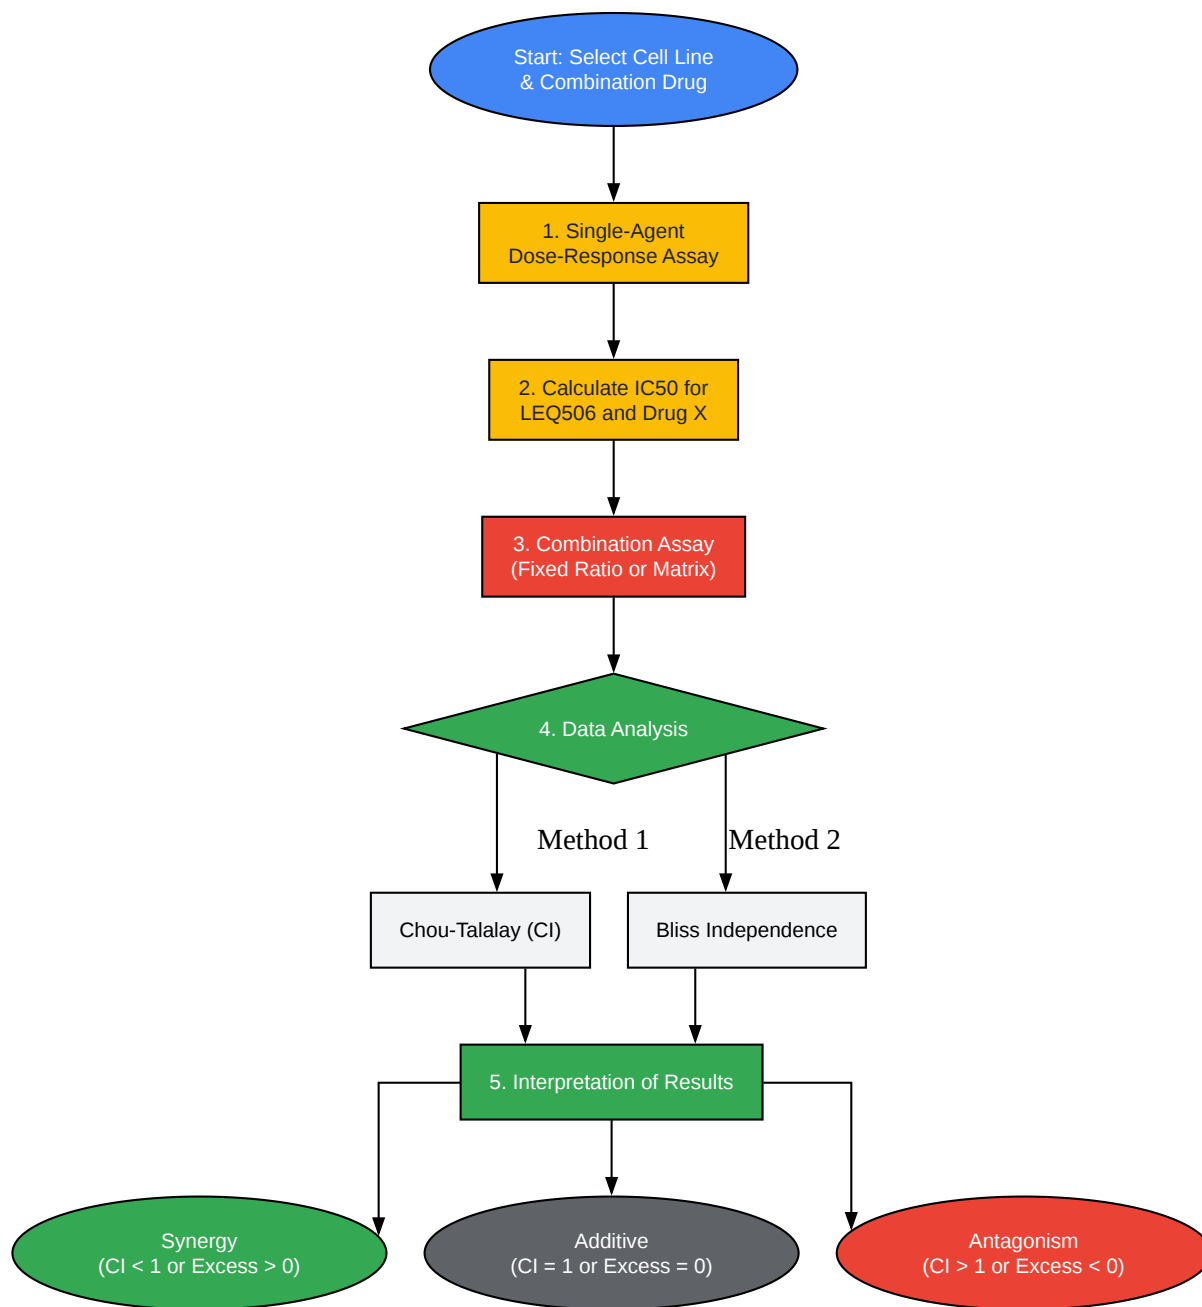 Start: Select Cell Line
& Combination Drug
1. Single-Agent
Dose-Response Assay
2. Calculate IC50 for
LEQ506 and Drug X
3. Combination Assay
(Fixed Ratio or Matrix)
4. Data Analysis
Method 1
Method 2
Chou-Talalay (CI)
Bliss Independence
5. Interpretation of Results
Synergy
(CI < 1 or Excess > 0)
Additive
(CI = 1 or Excess = 0)
Antagonism
(CI > 1 or Excess < 0)